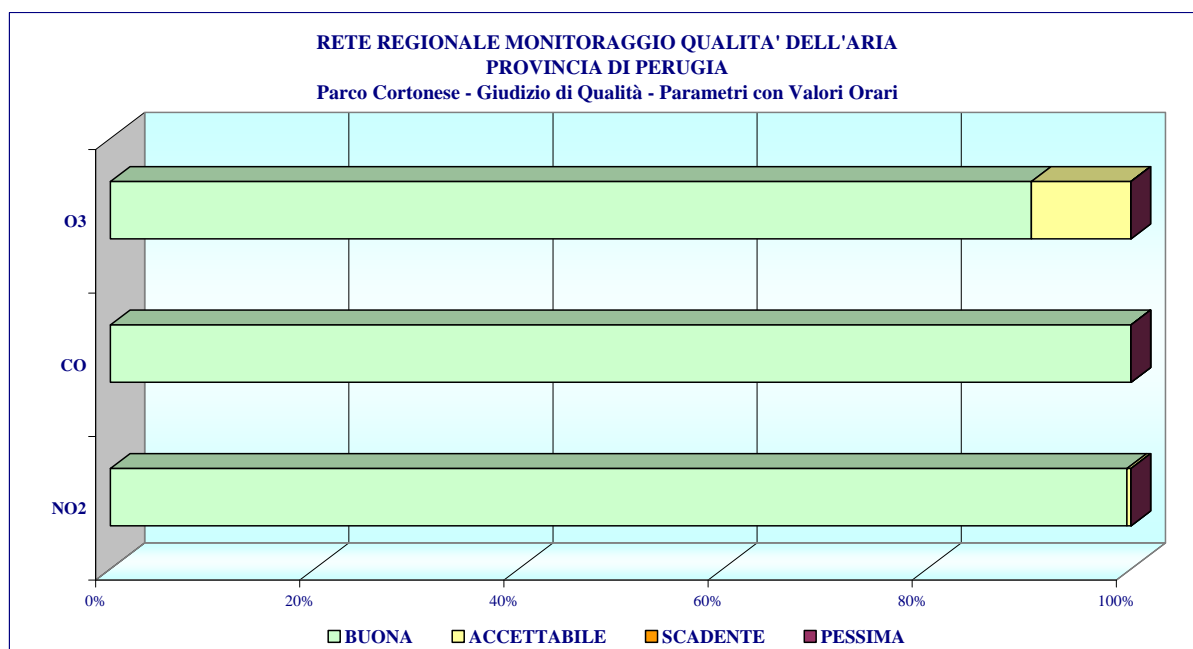 RETE REGIONALE MONITORAGGIO QUALITA' DELL'ARIA
PROVINCIA DI PERUGIA
Parco Cortonese - Giudizio di Qualità - Parametri con Valori Orari
O3
CO
NO2
0% 20% 40% 60% 80% 100%
BUONA ACCETTABILE SCADENTE PESSIMA